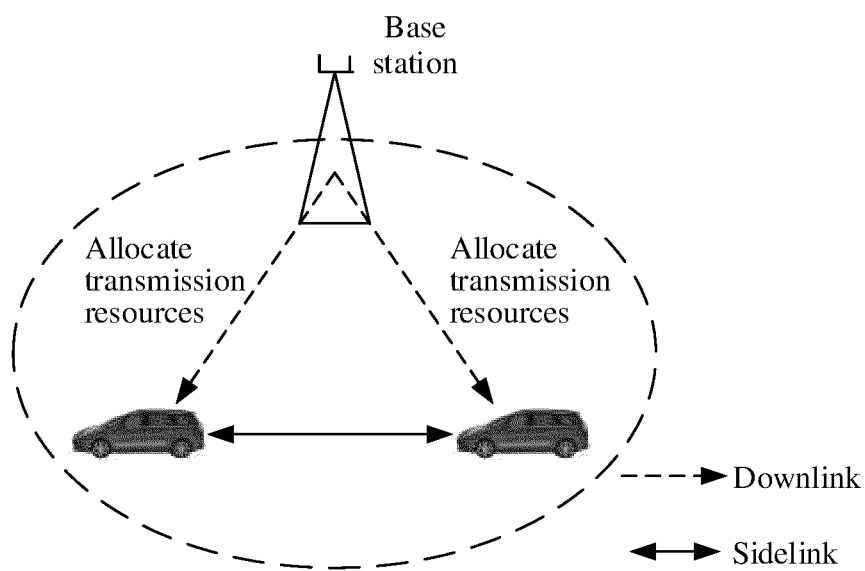 Base
station
Allocate
transmission
resources
Allocate
transmission
resources
Downlink
Sidelink